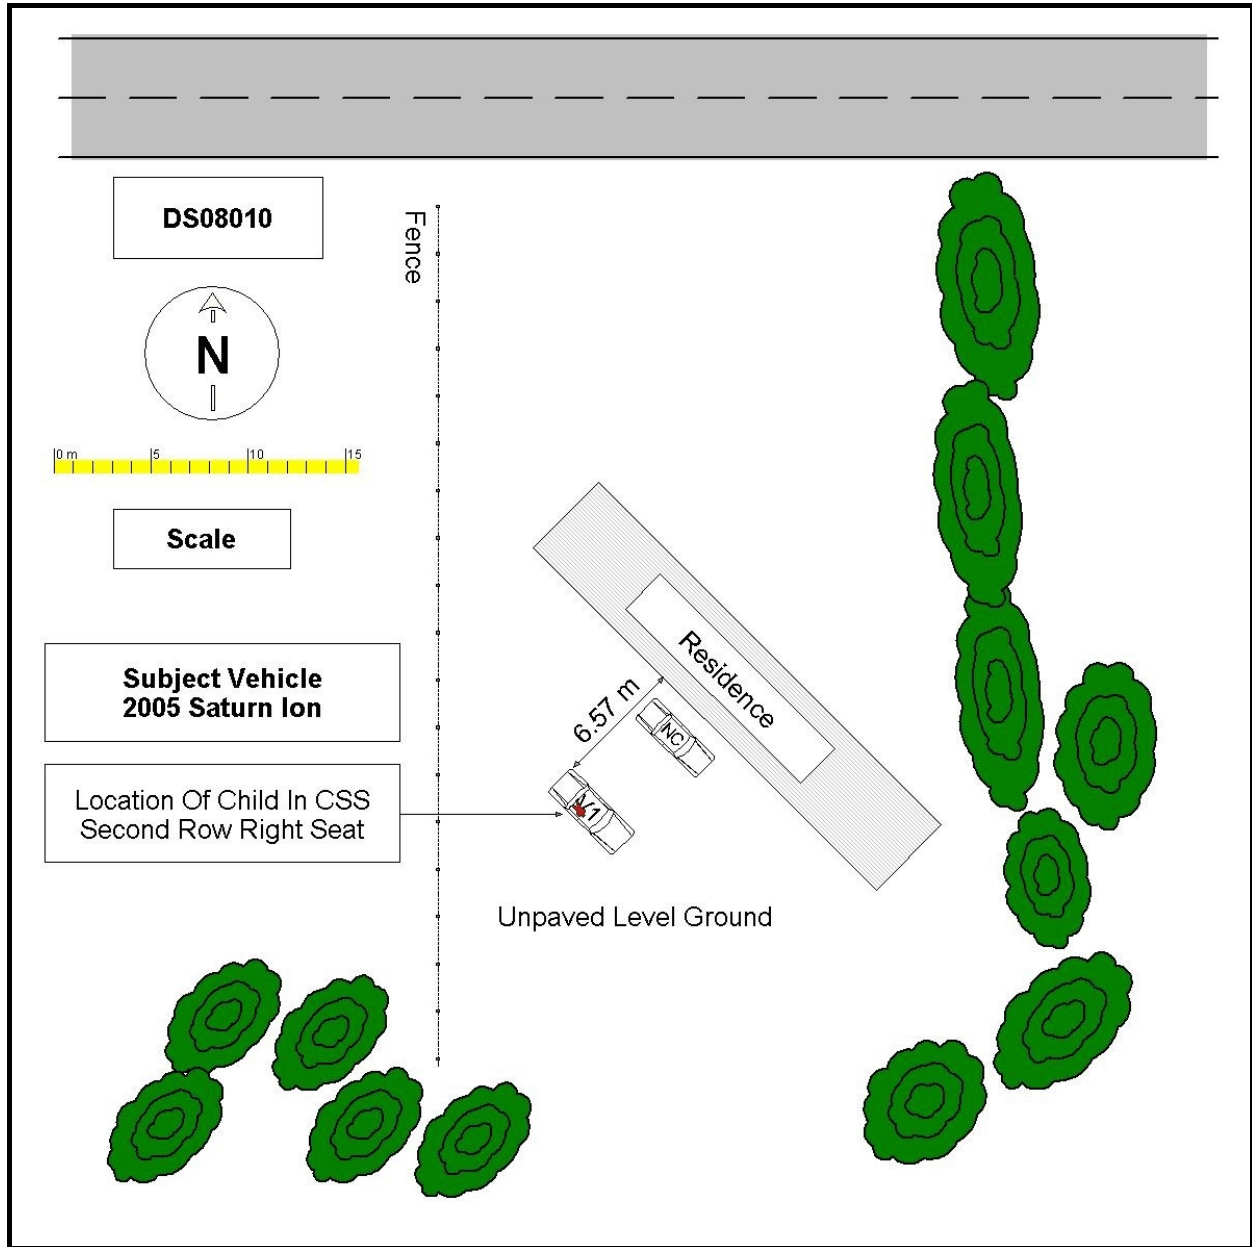 DS08010
Fence
N
0 m 5 10 15
Scale
Residence
Subject Vehicle
2005 Saturn Ion
6.57 m
NC
Location Of Child In CSS
Second Row Right Seat
V1
Unpaved Level Ground